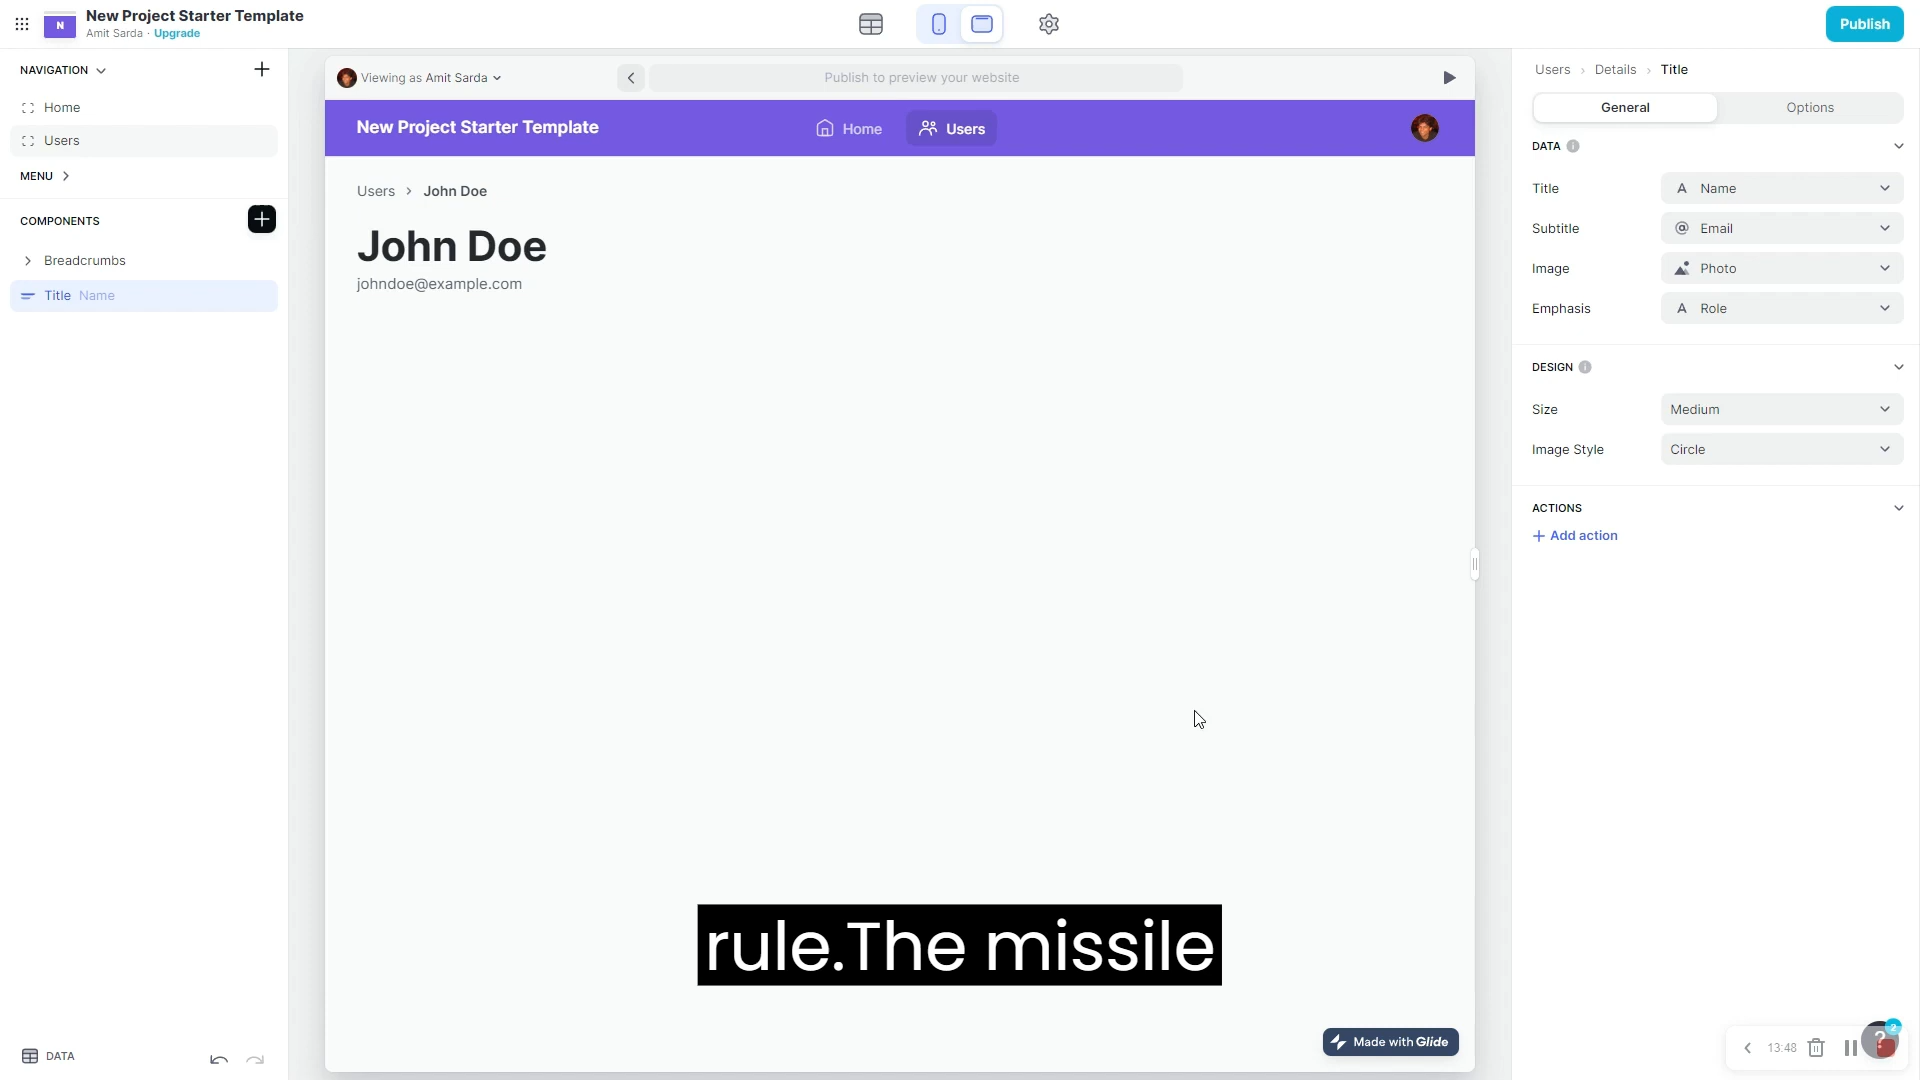 N
New Project Starter Template
Amit Sarda · Upgrade
Publish
NAVIGATION
Home
Users
MENU
COMPONENTS
Breadcrumbs
Title Name
DATA
Viewing as Amit Sarda
Publish to preview your website
New Project Starter Template
Home
Users
Users > John Doe
John Doe
johndoe@example.com
rule.The missile
Made with Glide
Users > Details > Title
General
Options
DATA
Title
A Name
Subtitle
@ Email
Image
Photo
Emphasis
A Role
DESIGN
Size
Medium
Image Style
Circle
ACTIONS
+ Add action
13:48
?
2